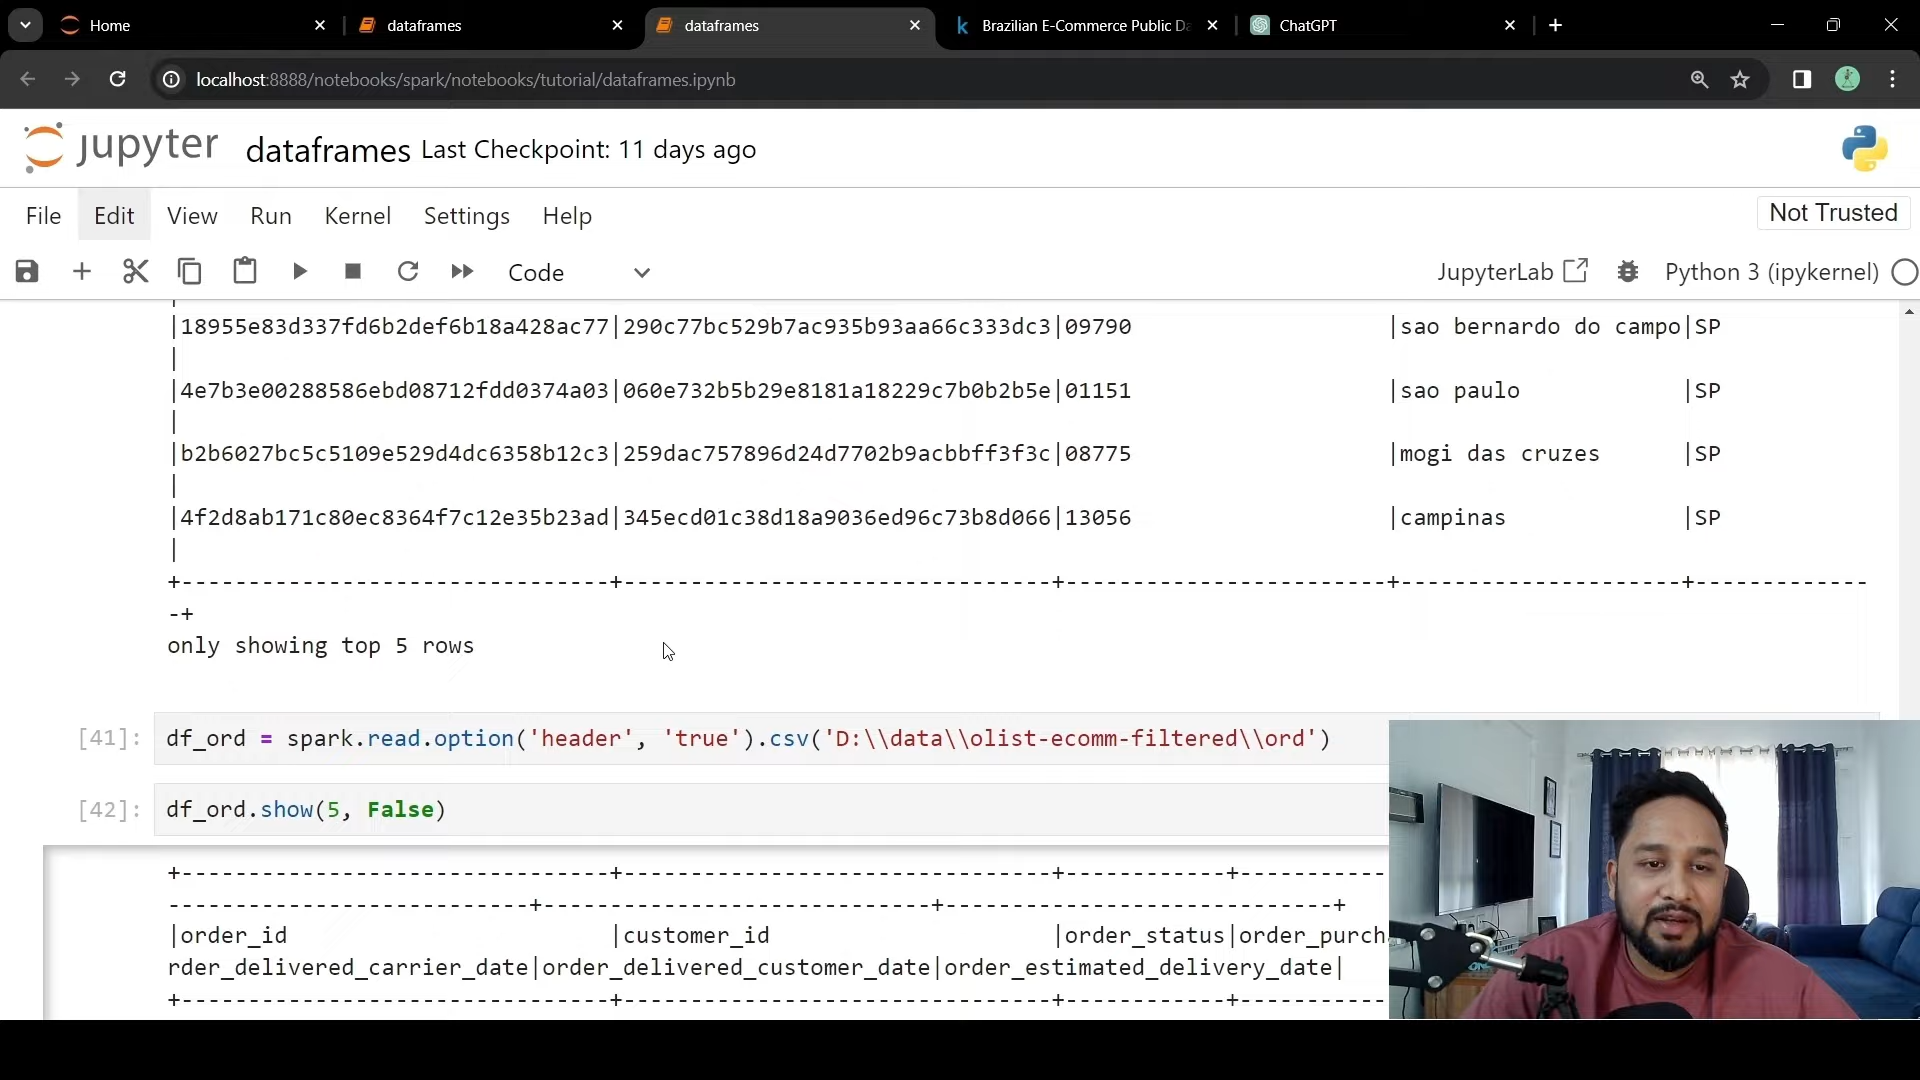 Home
dataframes
dataframes
Brazilian E-Commerce Public Da
ChatGPT
localhost:8888/notebooks/spark/notebooks/tutorial/dataframes.ipynb
jupyter dataframes Last Checkpoint: 11 days ago
File Edit View Run Kernel Settings Help
Not Trusted
Code
JupyterLab
Python 3 (ipykernel)
|18955e83d337fd6b2def6b18a428ac77|290c77bc529b7ac935b93aa66c333dc3|09790 |sao bernardo do campo|SP
|
|4e7b3e00288586ebd08712fdd0374a03|060e732b5b29e8181a18229c7b0b2b5e|01151 |sao paulo |SP
|
|b2b6027bc5c5109e529d4dc6358b12c3|259dac757896d24d7702b9acbbff3f3c|08775 |mogi das cruzes |SP
|
|4f2d8ab171c80ec8364f7c12e35b23ad|345ecd01c38d18a9036ed96c73b8d066|13056 |campinas |SP
|
+--------------------------------+--------------------------------+------------------------+---------------------+-------------
-+
only showing top 5 rows
[41]: df_ord = spark.read.option('header', 'true').csv('D:\\data\\olist-ecomm-filtered\\ord')
[42]: df_ord.show(5, False)
+--------------------------------+--------------------------------+------------+-----------
---------------------------+-----------------------------+-----------------------------+
|order_id |customer_id |order_status|order_purch
rder_delivered_carrier_date|order_delivered_customer_date|order_estimated_delivery_date|
+--------------------------------+--------------------------------+------------+-----------